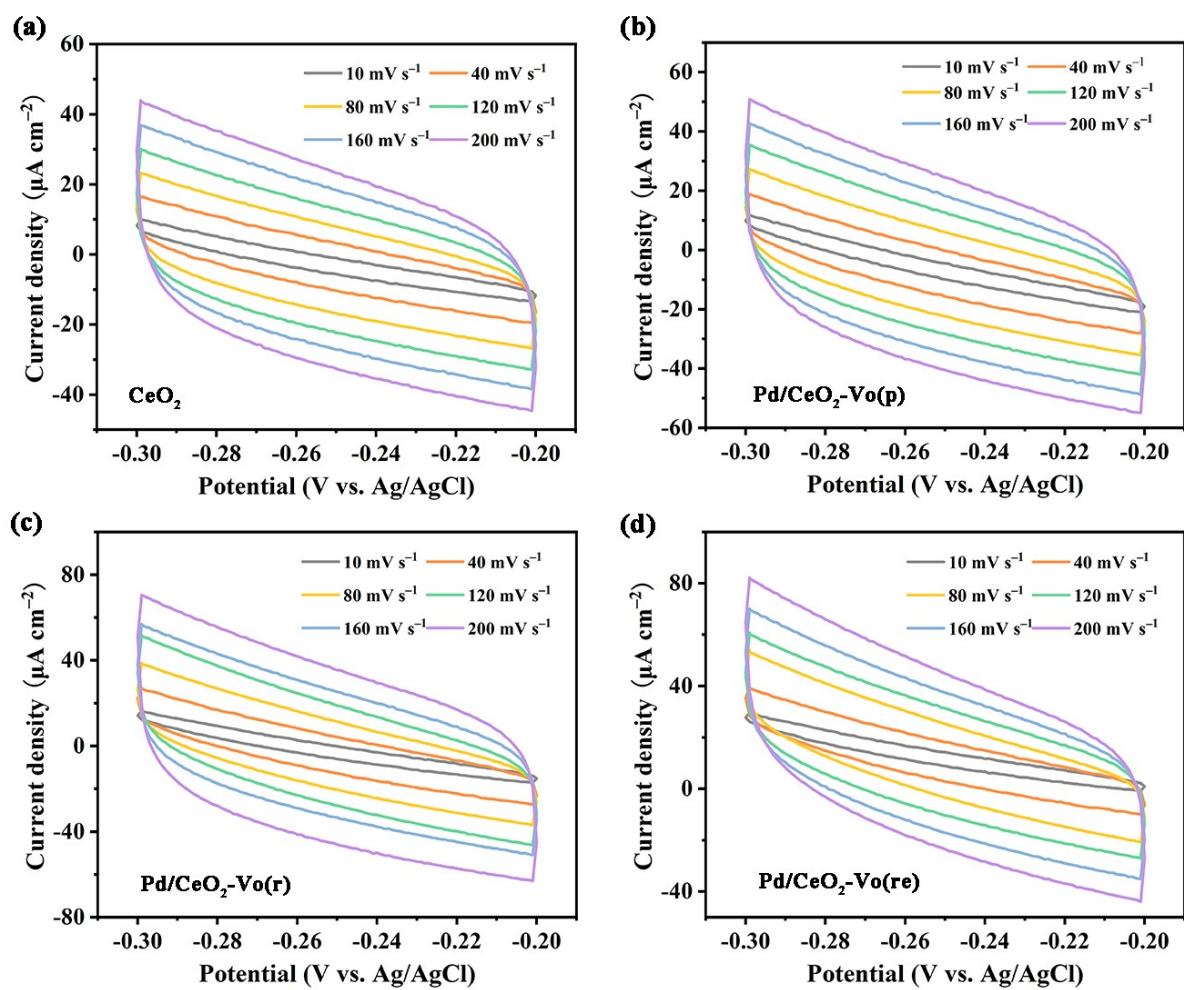 (a)
60
40
20
0
-20
-40
Current density (μA cm⁻²)
10 mV s⁻¹ 40 mV s⁻¹
80 mV s⁻¹ 120 mV s⁻¹
160 mV s⁻¹ 200 mV s⁻¹
CeO₂
-0.30 -0.28 -0.26 -0.24 -0.22 -0.20
Potential (V vs. Ag/AgCl)
(b)
60
40
20
0
-20
-40
-60
Current density (μA cm⁻²)
10 mV s⁻¹ 40 mV s⁻¹
80 mV s⁻¹ 120 mV s⁻¹
160 mV s⁻¹ 200 mV s⁻¹
Pd/CeO₂-Vo(p)
-0.30 -0.28 -0.26 -0.24 -0.22 -0.20
Potential (V vs. Ag/AgCl)
(c)
80
40
0
-40
-80
Current density (μA cm⁻²)
10 mV s⁻¹ 40 mV s⁻¹
80 mV s⁻¹ 120 mV s⁻¹
160 mV s⁻¹ 200 mV s⁻¹
Pd/CeO₂-Vo(r)
-0.30 -0.28 -0.26 -0.24 -0.22 -0.20
Potential (V vs. Ag/AgCl)
(d)
80
40
0
-40
Current density (μA cm⁻²)
10 mV s⁻¹ 40 mV s⁻¹
80 mV s⁻¹ 120 mV s⁻¹
160 mV s⁻¹ 200 mV s⁻¹
Pd/CeO₂-Vo(re)
-0.30 -0.28 -0.26 -0.24 -0.22 -0.20
Potential (V vs. Ag/AgCl)